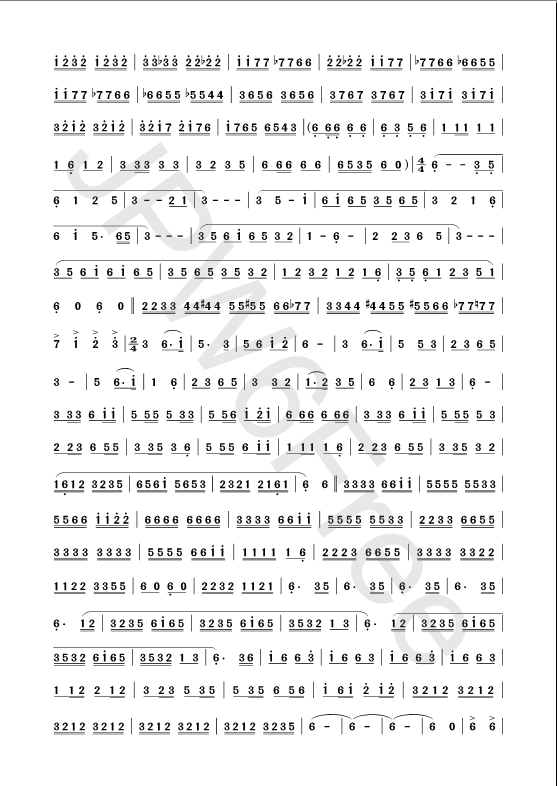 i̇ 2̇ 3̇ 2̇ i̇ 2̇ 3̇ 2̇ | 3̇ 3̇ ♭3̇ 3̇ 2̇ 2̇ ♭2̇ 2̇ | i̇ i̇ 7 7 ♭7 7 6 6 | 2̇ 2̇ ♭2̇ 2̇ i̇ i̇ 7 7 | ♭7 7 6 6 ♭6 6 5 5 |
i̇ i̇ 7 7 ♭7 7 6 6 | ♭6 6 5 5 ♭5 5 4 4 | 3 6 5 6 3 6 5 6 | 3 7 6 7 3 7 6 7 | 3 i̇ 7 i̇ 3 i̇ 7 i̇ |
3 2̇ i̇ 2̇ 3 2̇ i̇ 2̇ | 3̇ 2̇ i̇ 7 2̇ i̇ 7 6 | i̇ 7 6 5 6 5 4 3 | (6̣ 6̣ 6̣ 6̣ 6̣ | 6̣ 3 5̣ 6̣ | 1 1 1 1 1 |
1 6̣ 1 2 | 3 3 3 3 3 | 3 2 3 5 | 6 6 6 6 6 | 6 5 3 5 6 0 ) | 4/4 6̣ - - 3̣ 5̣ |
6̣ 1 2 5 | 3 - - 2 1 | 3 - - - | 3 5 - i̇ | 6 i̇ 6 5 3 5 6 5 | 3 2 1 6̣ |
6 i̇ 5 · 6 5 | 3 - - - | 3 5 6 i̇ 6 5 3 2 | 1 - 6̣ - | 2 2 3 6 5 | 3 - - - |
3 5 6 i̇ 6 i̇ 6 5 | 3 5 6 5 3 5 3 2 | 1 2 3 2 1 2 1 6̣ | 3̣ 5̣ 6̣ 1 2 3 5 1 |
6̣ 0 6̣ 0 ‖ 2 2 3 3 4 4 ♯4 4 5 5 ♯5 5 6 6 ♭7 7 | 3 3 4 4 ♯4 4 5 5 ♯5 5 6 6 ♭7 7 ♮7 7 |
> 7 > i̇ > 2̇ > 3̇ | 2/4 3 6 · i̇ | 5 · 3 | 5 6 i̇ 2̇ | 6 - | 3 6 · i̇ | 5 5 3 | 2 3 6 5 |
3 - | 5 6 · i̇ | 1 6̣ | 2 3 6 5 | 3 3 2 | 1 · 2 3 5 | 6 6̣ | 2 3 1 3 | 6̣ - |
3 3 3 6 i̇ i̇ | 5 5 5 5 3 3 | 5 5 6 i̇ 2̇ i̇ | 6 6 6 6 6 6 | 3 3 3 6 i̇ i̇ | 5 5 5 5 3 |
2 2 3 6 5 5 | 3 3 5 3 6̣ | 5 5 5 6 i̇ i̇ | 1 1 1 1 6̣ | 2 2 3 6 5 5 | 3 3 5 3 2 |
1 6̣ 1 2 3 2 3 5 | 6 5 6 i̇ 5 6 5 3 | 2 3 2 1 2 1 6̣ 1 | 6̣ 6 ‖ 3 3 3 3 6 6 i̇ i̇ | 5 5 5 5 5 5 3 3 |
5 5 6 6 i̇ i̇ 2̇ 2̇ | 6 6 6 6 6 6 6 6 | 3 3 3 3 6 6 i̇ i̇ | 5 5 5 5 5 5 3 3 | 2 2 3 3 6 6 5 5 |
3 3 3 3 3 3 3 3 | 5 5 5 5 6 6 i̇ i̇ | 1 1 1 1 1 6̣ | 2 2 2 3 6 6 5 5 | 3 3 3 3 3 3 2 2 |
1 1 2 2 3 3 5 5 | 6 0 6̣ 0 | 2 2 3 2 1 1 2 1 | 6̣ · 3 5 | 6 · 3 5 | 6̣ · 3 5 | 6 · 3 5 |
6̣ · 1 2 | 3 2 3 5 6 i̇ 6 5 | 3 2 3 5 6 i̇ 6 5 | 3 5 3 2 1 3 | 6̣ · 1 2 | 3 2 3 5 6 i̇ 6 5 |
3 5 3 2 6 i̇ 6 5 | 3 5 3 2 1 3 | 6̣ · 3 6 | i̇ 6 6 3̇ | i̇ 6 6 3 | i̇ 6 6 3̇ | i̇ 6 6 3 |
1 1 2 2 1 2 | 3 2 3 5 3 5 | 5 3 5 6 5 6 | i̇ 6 i̇ 2̇ i̇ 2̇ | 3 2 1 2 3 2 1 2 |
3 2 1 2 3 2 1 2 | 3 2 1 2 3 2 1 2 | 3 2 1 2 3 2 3 5 | 6 - | 6 - | 6 - | 6 0 | > 6̣ > 6̣
JPW6Free